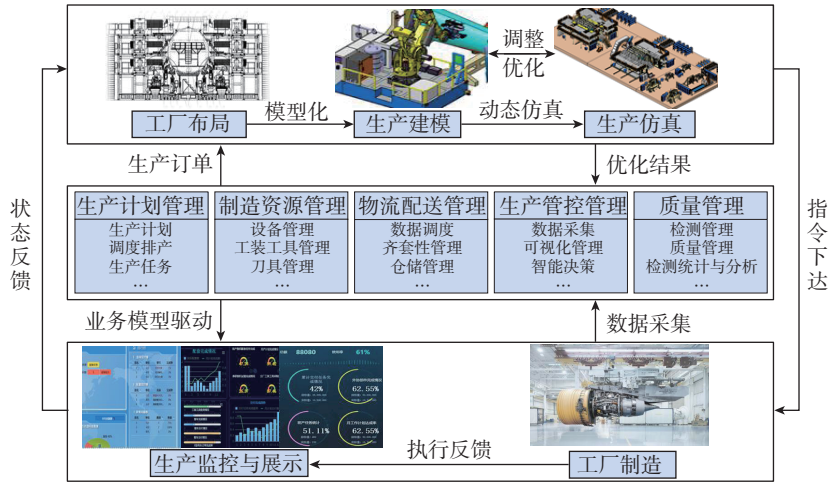 调整
优化
工厂布局
模型化
生产建模
动态仿真
生产仿真
生产订单
优化结果
状态反馈
指令下达
生产计划管理
生产计划
调度排产
生产任务
…
制造资源管理
设备管理
工装工具管理
刀具管理
…
物流配送管理
数据调度
齐套性管理
仓储管理
…
生产管控管理
数据采集
可视化管理
智能决策
…
质量管理
检测管理
质量管理
检测统计与分析
…
业务模型驱动
数据采集
88080
61%
42%
62.55%
51.11%
62.55%
生产监控与展示
执行反馈
工厂制造